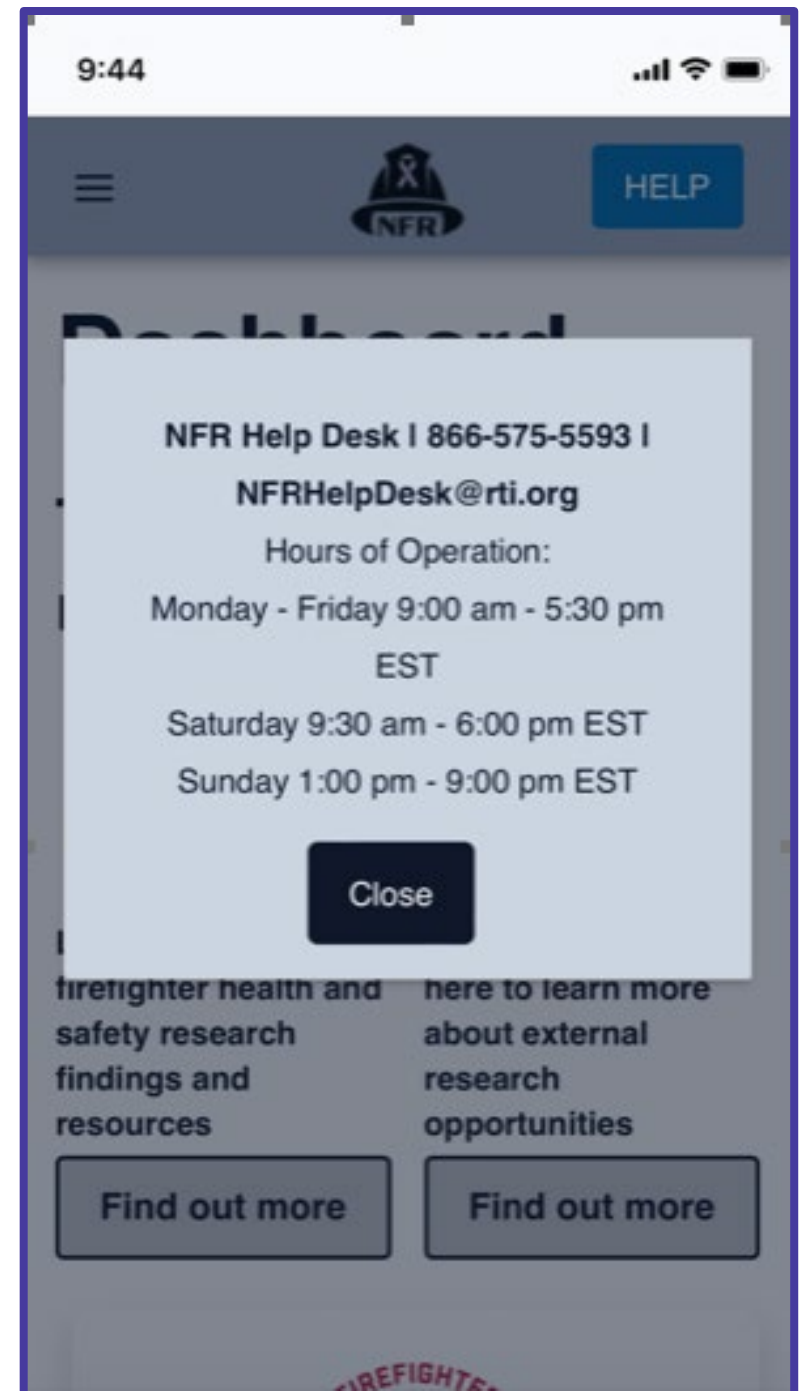 9:44
NFR
HELP
Dashboard
NFR Help Desk | 866-575-5593 |
NFRHelpDesk@rti.org
Hours of Operation:
Monday - Friday 9:00 am - 5:30 pm
EST
Saturday 9:30 am - 6:00 pm EST
Sunday 1:00 pm - 9:00 pm EST
Close
firefighter health and
safety research
findings and
resources
here to learn more
about external
research
opportunities
Find out more
Find out more
FIREFIGHTER